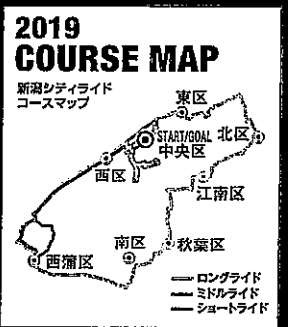 2019
COURSE MAP
新潟シティライド
コースマップ
東区
START/GOAL
北区
中央区
西区
江南区
南区
秋葉区
西蒲区
ロングライド
ミドルライド
ショートライド